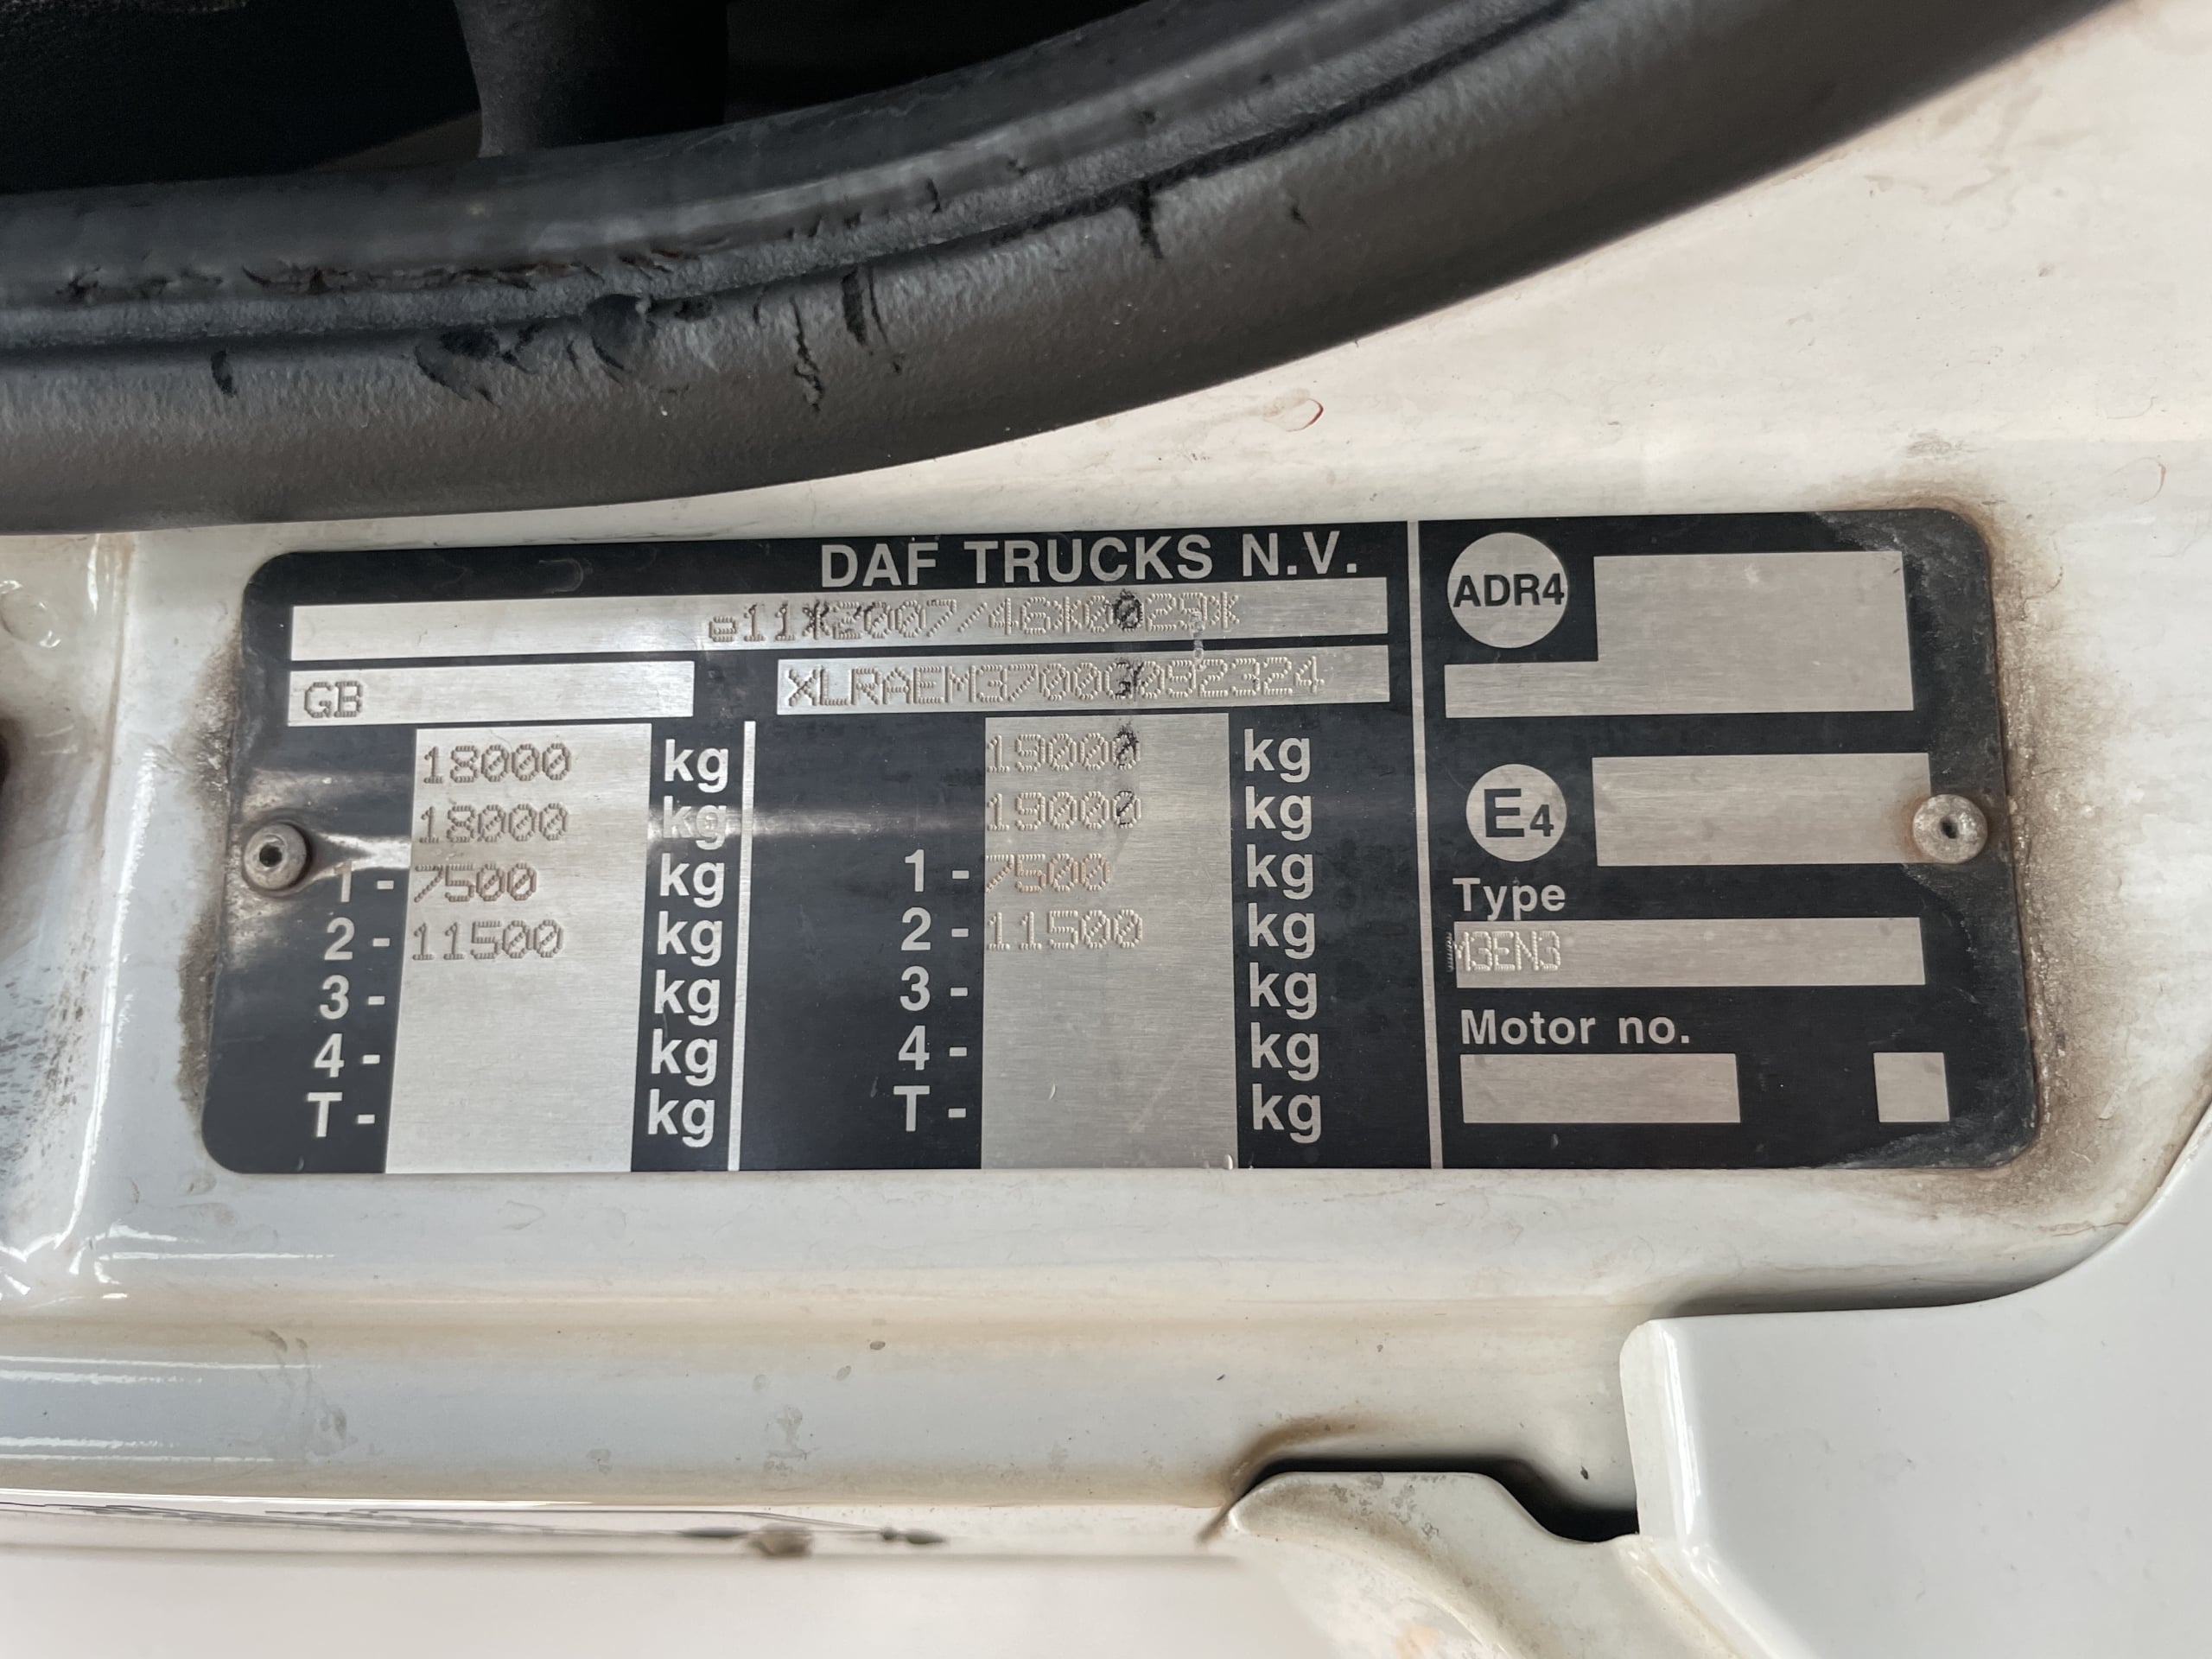 DAF TRUCKS N.V.
e11*2007/46*0029*
GB XLRAEM3700G092324
18000 kg 19000 kg
18000 kg 19000 kg
1 - 7500 kg 1 - 7500 kg
2 - 11500 kg 2 - 11500 kg
3 - kg 3 - kg
4 - kg 4 - kg
T - kg T - kg
ADR4
E4
Type
M3EN3
Motor no.